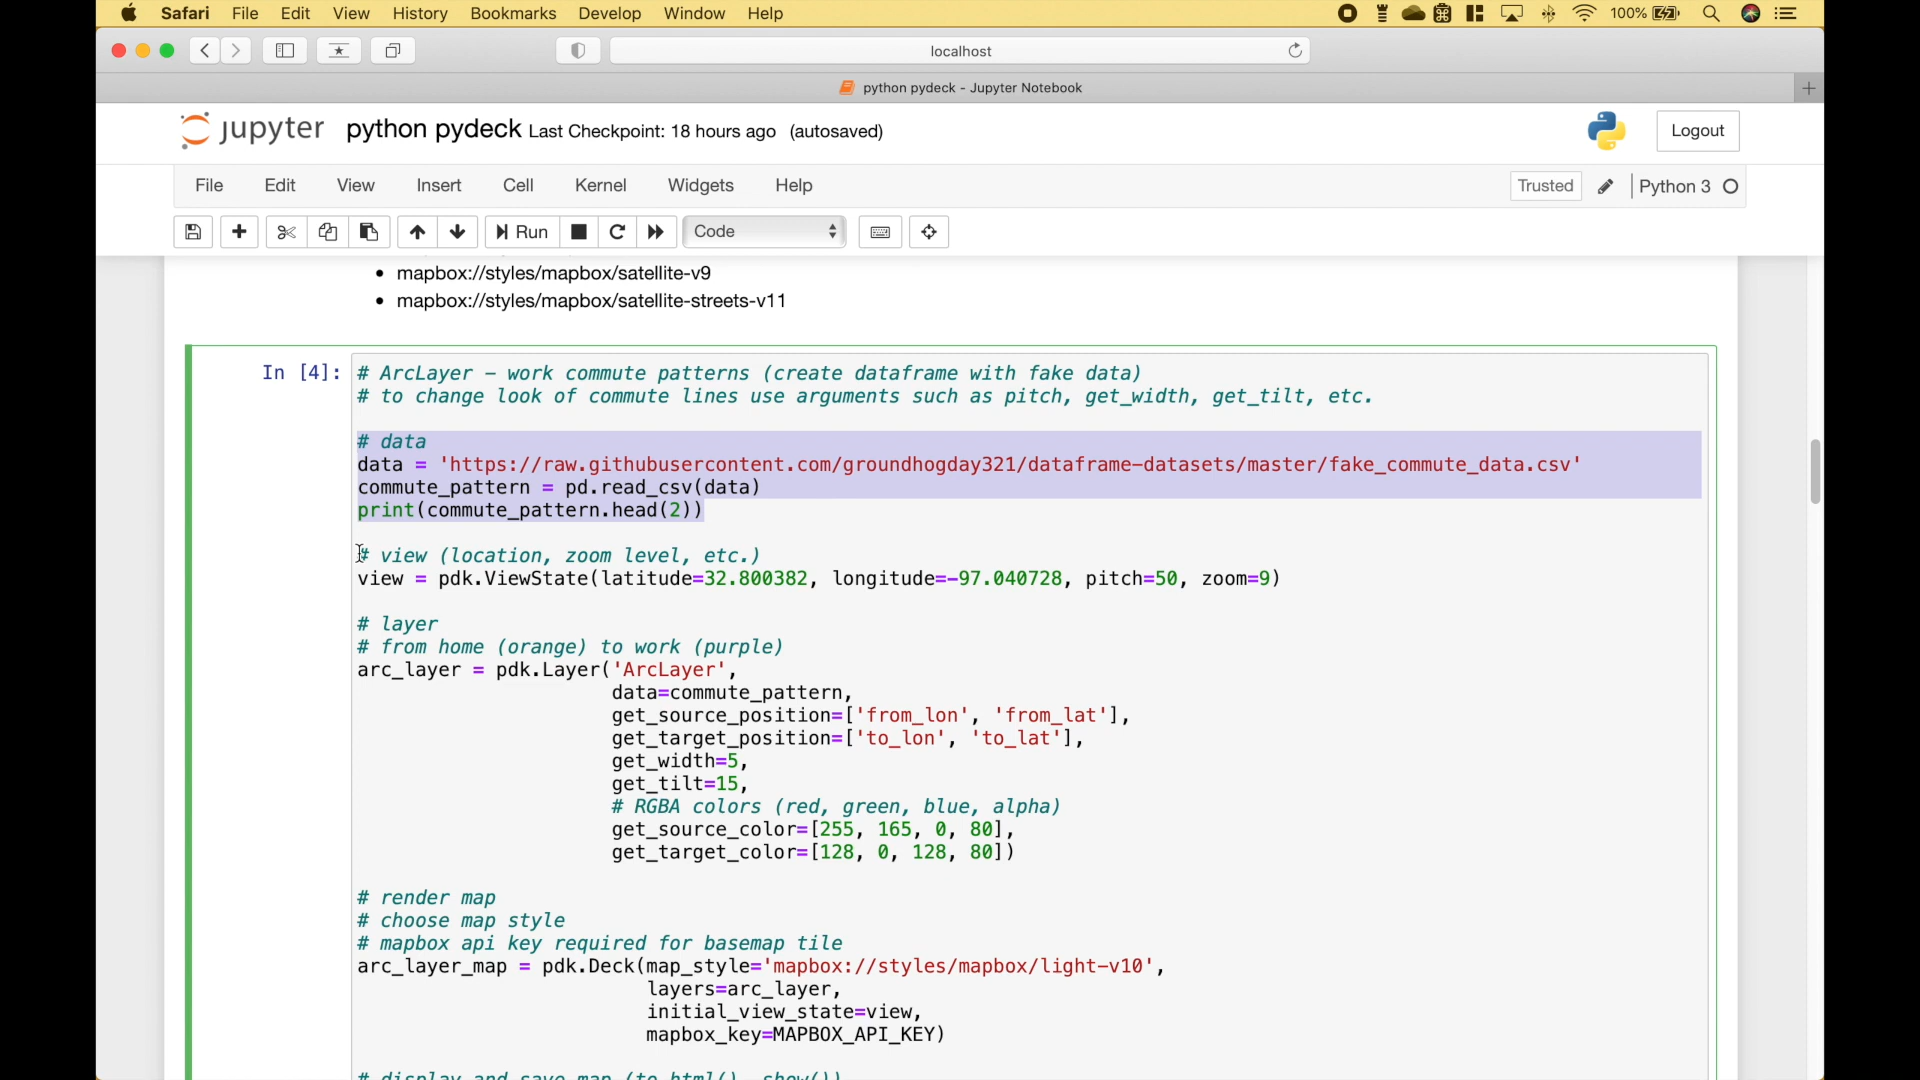 Safari File Edit View History Bookmarks Develop Window Help 100%
localhost
python pydeck - Jupyter Notebook
jupyter python pydeck Last Checkpoint: 18 hours ago (autosaved) Logout
File Edit View Insert Cell Kernel Widgets Help Trusted Python 3
Run Code
• mapbox://styles/mapbox/satellite-v9
• mapbox://styles/mapbox/satellite-streets-v11
In [4]: # ArcLayer – work commute patterns (create dataframe with fake data)
# to change look of commute lines use arguments such as pitch, get_width, get_tilt, etc.
# data
data = 'https://raw.githubusercontent.com/groundhogday321/dataframe-datasets/master/fake_commute_data.csv'
commute_pattern = pd.read_csv(data)
print(commute_pattern.head(2))
# view (location, zoom level, etc.)
view = pdk.ViewState(latitude=32.800382, longitude=-97.040728, pitch=50, zoom=9)
# layer
# from home (orange) to work (purple)
arc_layer = pdk.Layer('ArcLayer',
data=commute_pattern,
get_source_position=['from_lon', 'from_lat'],
get_target_position=['to_lon', 'to_lat'],
get_width=5,
get_tilt=15,
# RGBA colors (red, green, blue, alpha)
get_source_color=[255, 165, 0, 80],
get_target_color=[128, 0, 128, 80])
# render map
# choose map style
# mapbox api key required for basemap tile
arc_layer_map = pdk.Deck(map_style='mapbox://styles/mapbox/light-v10',
layers=arc_layer,
initial_view_state=view,
mapbox_key=MAPBOX_API_KEY)
# display and save map (to_html(), show())